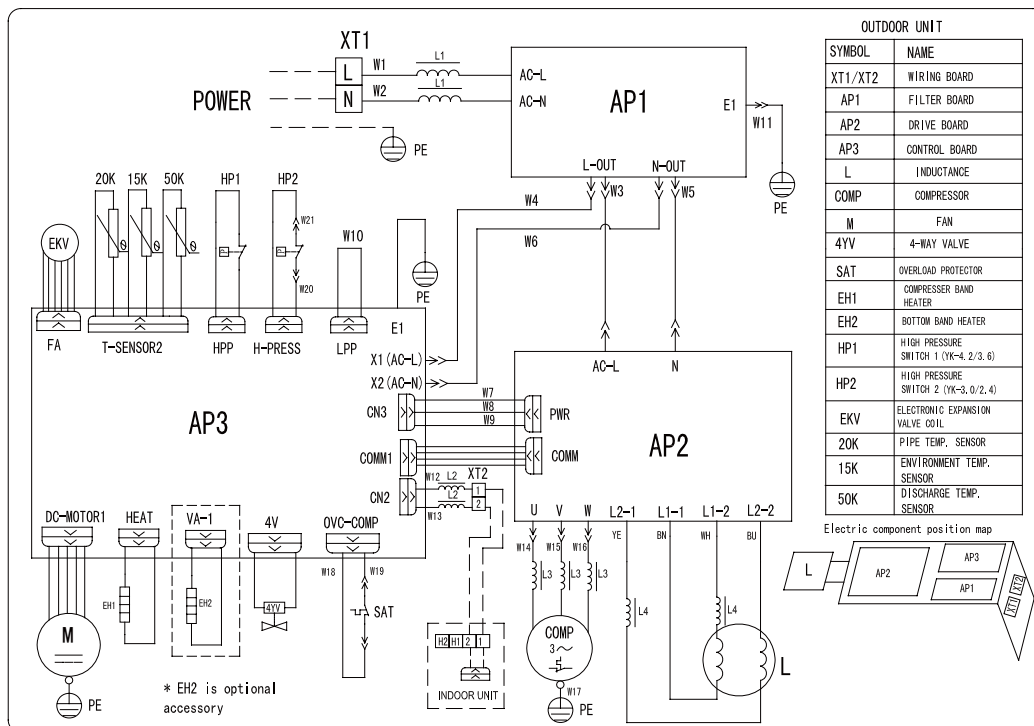 XT1
POWER
L
N
W1
W2
L1
L1
PE
AC-L
AC-N
AP1
E1
W11
PE
L-OUT
N-OUT
W3
W5
W4
W6
20K
15K
50K
HP1
HP2
W21
W20
W10
EKV
θ
θ
θ
P
P
PE
FA
T-SENSOR2
HPP
H-PRESS
LPP
E1
X1 (AC-L)
X2 (AC-N)
AP3
CN3
W7
W8
W9
PWR
COMM1
COMM
CN2
W12
L2
L2
W13
XT2
1
2
AC-L
N
AP2
DC-MOTOR1
HEAT
VA-1
4V
OVC-COMP
W18
W19
EH1
EH2
4YV
SAT
M
PE
* EH2 is optional
accessory
H2
H1
2
1
INDOOR UNIT
U
V
W
L2-1
L1-1
L1-2
L2-2
W14
W15
W16
YE
BN
WH
BU
L3
L3
L3
L4
L4
COMP
3～
W17
PE
L
OUTDOOR UNIT
SYMBOL NAME
XT1/XT2 WIRING BOARD
AP1 FILTER BOARD
AP2 DRIVE BOARD
AP3 CONTROL BOARD
L INDUCTANCE
COMP COMPRESSOR
M FAN
4YV 4-WAY VALVE
SAT OVERLOAD PROTECTOR
EH1 COMPRESSER BAND
HEATER
EH2 BOTTOM BAND HEATER
HP1 HIGH PRESSURE
SWITCH 1 (YK-4.2/3.6)
HP2 HIGH PRESSURE
SWITCH 2 (YK-3.0/2.4)
EKV ELECTRONIC EXPANSION
VALVE COIL
20K PIPE TEMP. SENSOR
15K ENVIRONMENT TEMP.
SENSOR
50K DISCHARGE TEMP.
SENSOR
Electric component position map
L
AP2
AP3
AP1
XT1
XT2